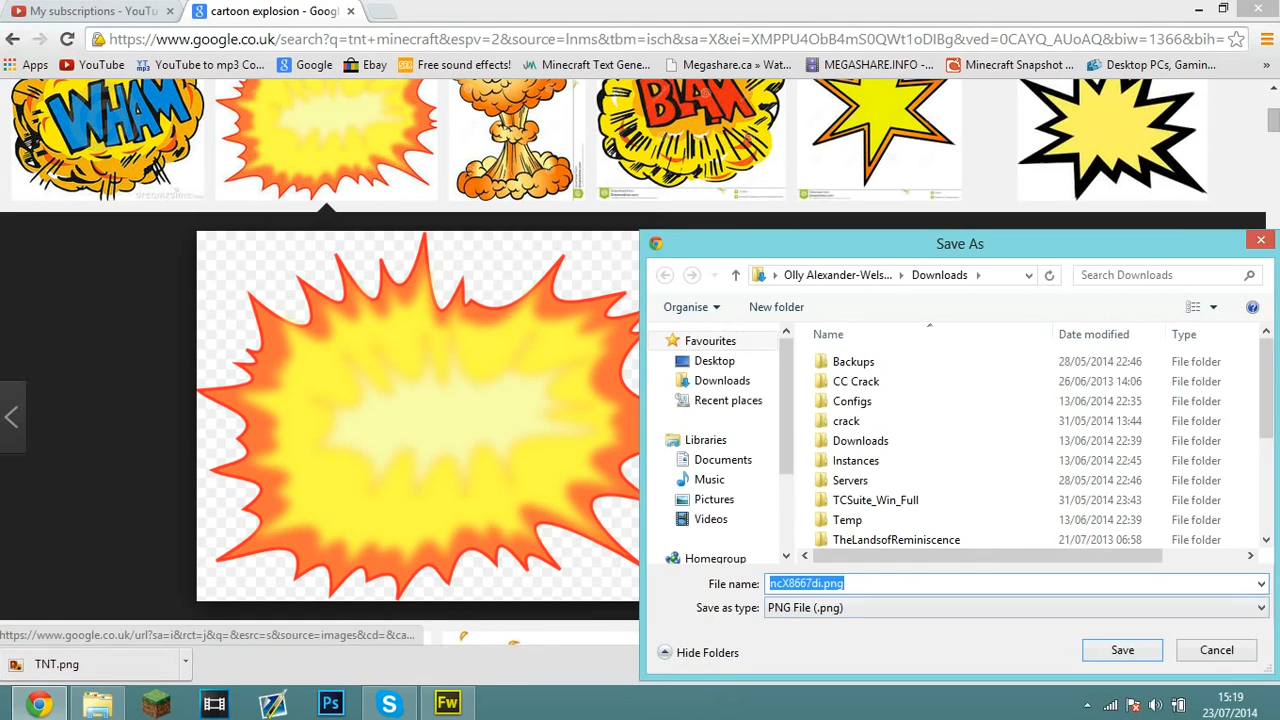 My subscriptions - YouTu
cartoon explosion - Googl
https://www.google.co.uk/search?q=tnt+minecraft&espv=2&source=lnms&tbm=isch&sa=X&ei=XMPPU4ObB4mS0QWt1oDIBg&ved=0CAYQ_AUoAQ&biw=1366&bih=
Apps YouTube YouTube to mp3 Co... Google Ebay Free sound effects! Minecraft Text Gene... Megashare.is « Wat... MEGASHARE.INFO - ... Minecraft Snapshot ... Desktop PCs, Gamin... »
WHAM
BLAM
dreamstime
Save As
Olly Alexander-Wels... Downloads
Search Downloads
Organise New folder
Name Date modified Type
Favourites
Desktop
Downloads
Recent places
Libraries
Documents
Music
Pictures
Videos
Homegroup
Backups 28/05/2014 22:46 File folder
CC Crack 26/06/2013 14:06 File folder
Configs 13/06/2014 22:35 File folder
crack 31/05/2014 13:44 File folder
Downloads 13/06/2014 22:39 File folder
Instances 13/06/2014 22:45 File folder
Servers 28/05/2014 22:46 File folder
TCSuite_Win_Full 31/05/2014 23:43 File folder
Temp 13/06/2014 22:39 File folder
TheLandsofReminiscence 21/07/2013 06:58 File folder
File name: ncX8667di.png
Save as type: PNG File (.png)
Hide Folders Save Cancel
https://www.google.co.uk/url?sa=i&rct=j&q=&esrc=s&source=images&cd=&ca...
TNT.png
Ps
S
Fw
15:19
23/07/2014